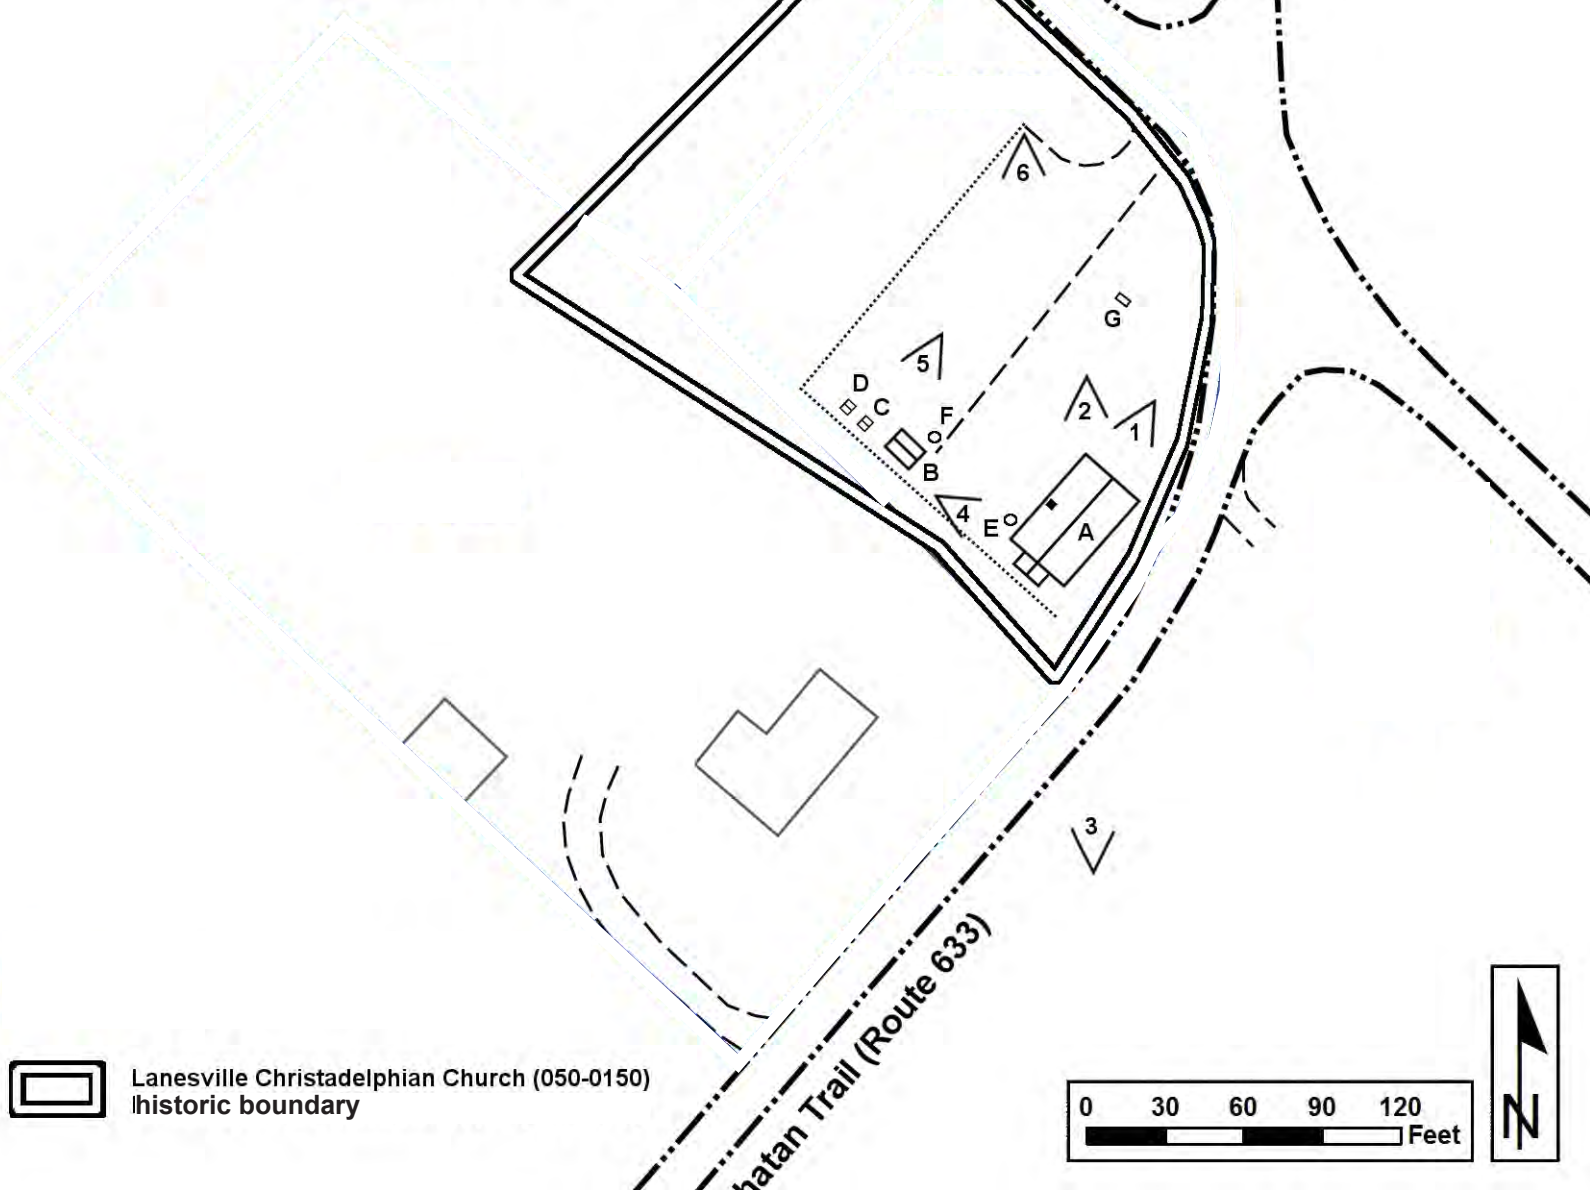 6
G
5
D
C
F
2
1
B
4
E
A
3
hatan Trail (Route 633)
Lanesville Christadelphian Church (050-0150)
historic boundary
0 30 60 90 120
Feet
N